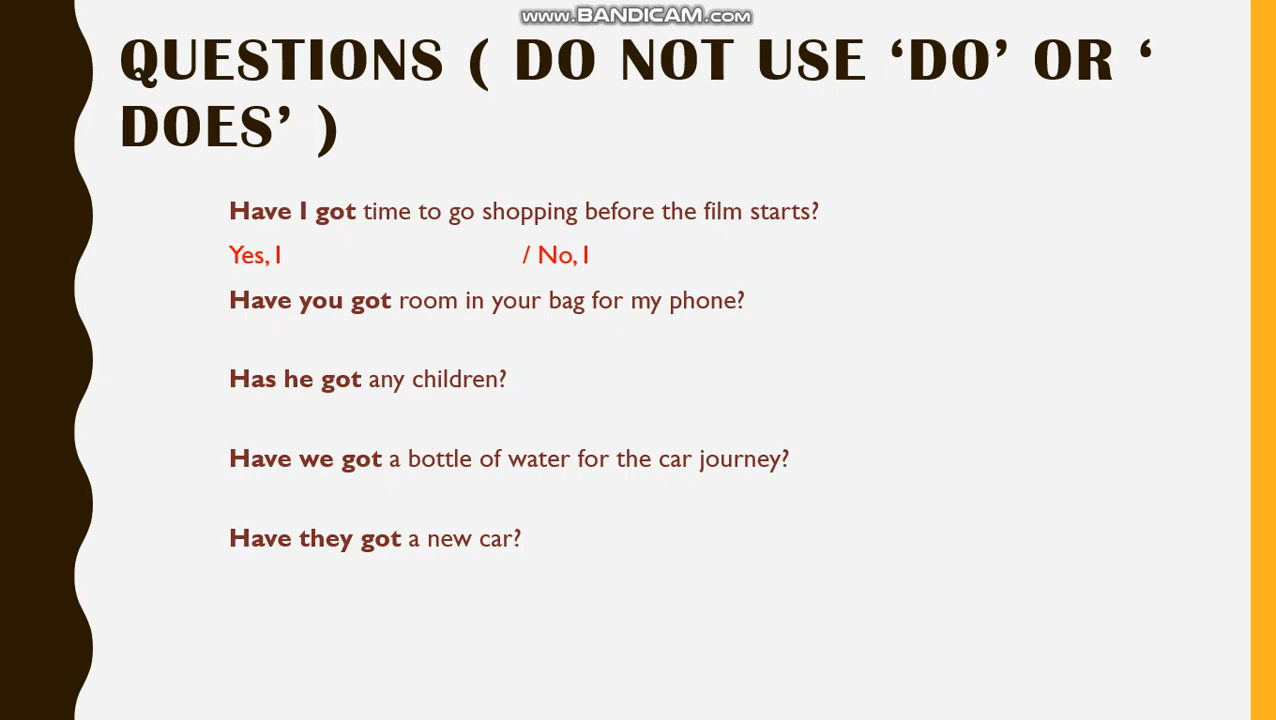 www.BANDICAM.com
QUESTIONS ( DO NOT USE ‘DO’ OR ‘
DOES’ )
Have I got time to go shopping before the film starts?
Yes, I / No, I
Have you got room in your bag for my phone?
Has he got any children?
Have we got a bottle of water for the car journey?
Have they got a new car?